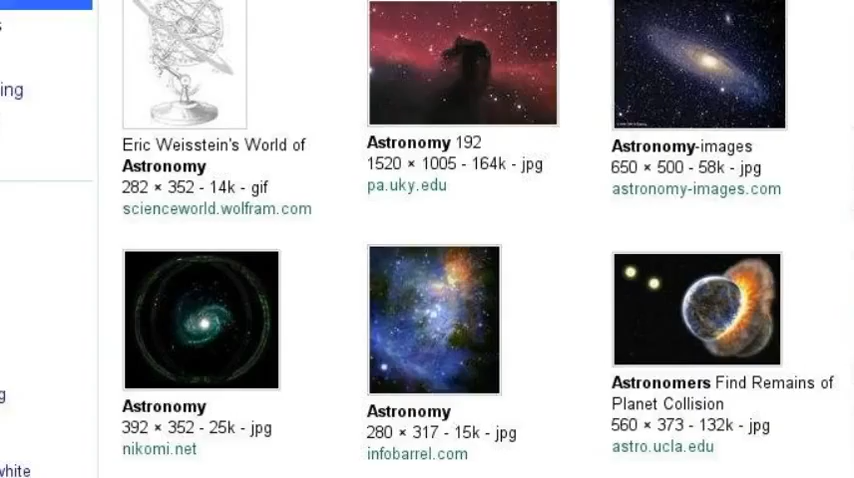 ing
Eric Weisstein's World of
Astronomy
282 × 352 - 14k - gif
scienceworld.wolfram.com
Astronomy 192
1520 × 1005 - 164k - jpg
pa.uky.edu
Astronomy-images
650 × 500 - 58k - jpg
astronomy-images.com
Astronomy
392 × 352 - 25k - jpg
nikomi.net
Astronomy
280 × 317 - 15k - jpg
infobarrel.com
Astronomers Find Remains of
Planet Collision
560 × 373 - 132k - jpg
astro.ucla.edu
white